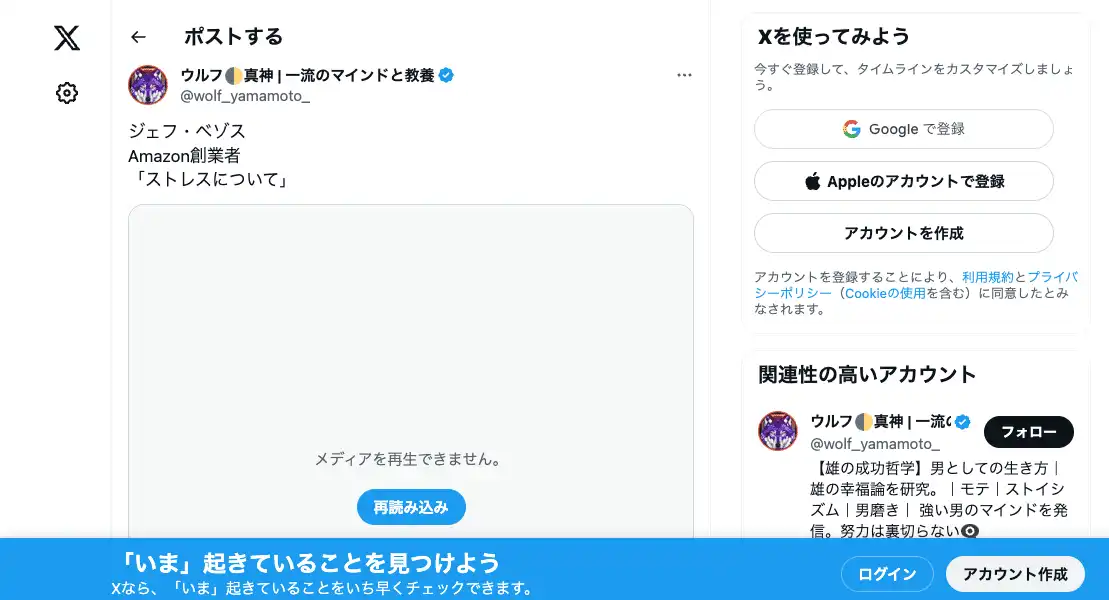 ポストする
ウルフ🌓真神 | 一流のマインドと教養
@wolf_yamamoto_
ジェフ・ベゾス
Amazon創業者
「ストレスについて」
メディアを再生できません。
再読み込み
Xを使ってみよう
今すぐ登録して、タイムラインをカスタマイズしましょ
う。
Google で登録
Appleのアカウントで登録
アカウントを作成
アカウントを登録することにより、利用規約とプライバ
シーポリシー（Cookieの使用を含む）に同意したとみ
なされます。
関連性の高いアカウント
ウルフ🌓真神 | 一流の
@wolf_yamamoto_
フォロー
【雄の成功哲学】男としての生き方｜
雄の幸福論を研究。｜モテ｜ストイシ
ズム｜男磨き｜ 強い男のマインドを発
信。努力は裏切らない👁
「いま」起きていることを見つけよう
Xなら、「いま」起きていることをいち早くチェックできます。
ログイン
アカウント作成